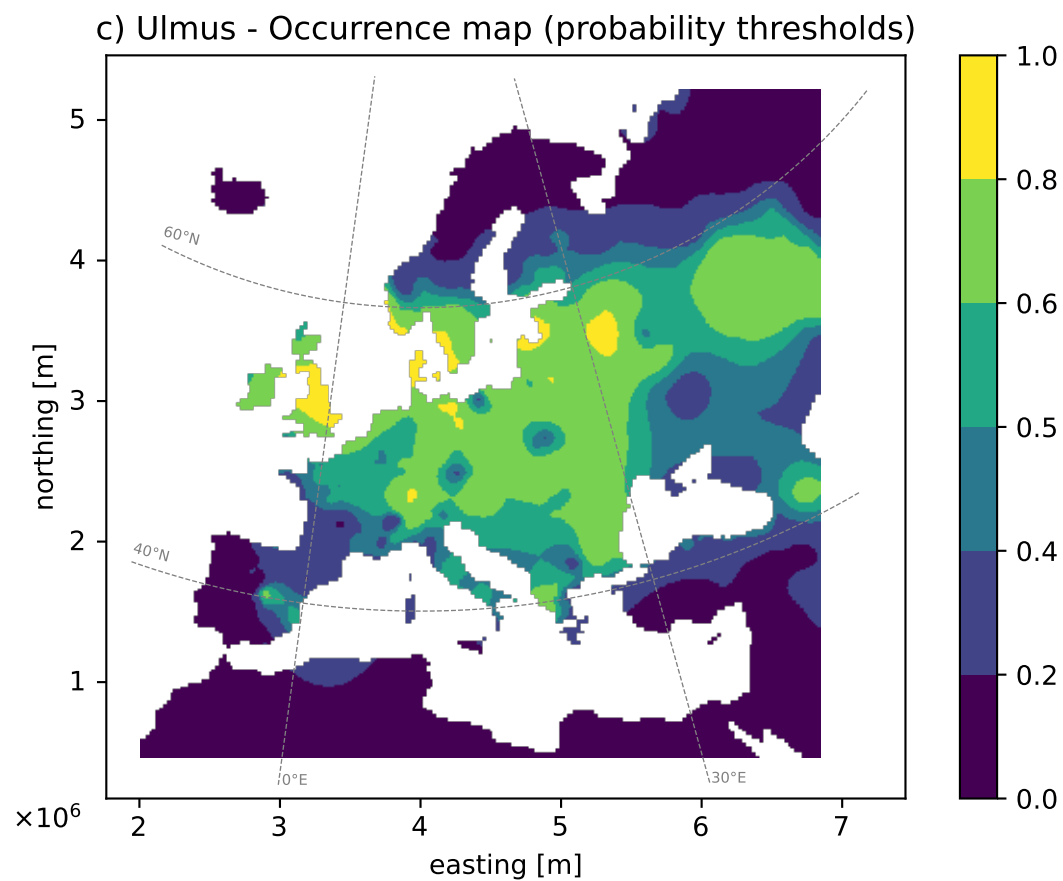 c) Ulmus - Occurrence map (probability thresholds)
1.0
5
0.8
60°N
4
0.6
northing [m]
3
0.5
40°N
2
0.4
1
0.2
0°E
30°E
0.0
×10⁶
2
3
4
5
6
7
easting [m]